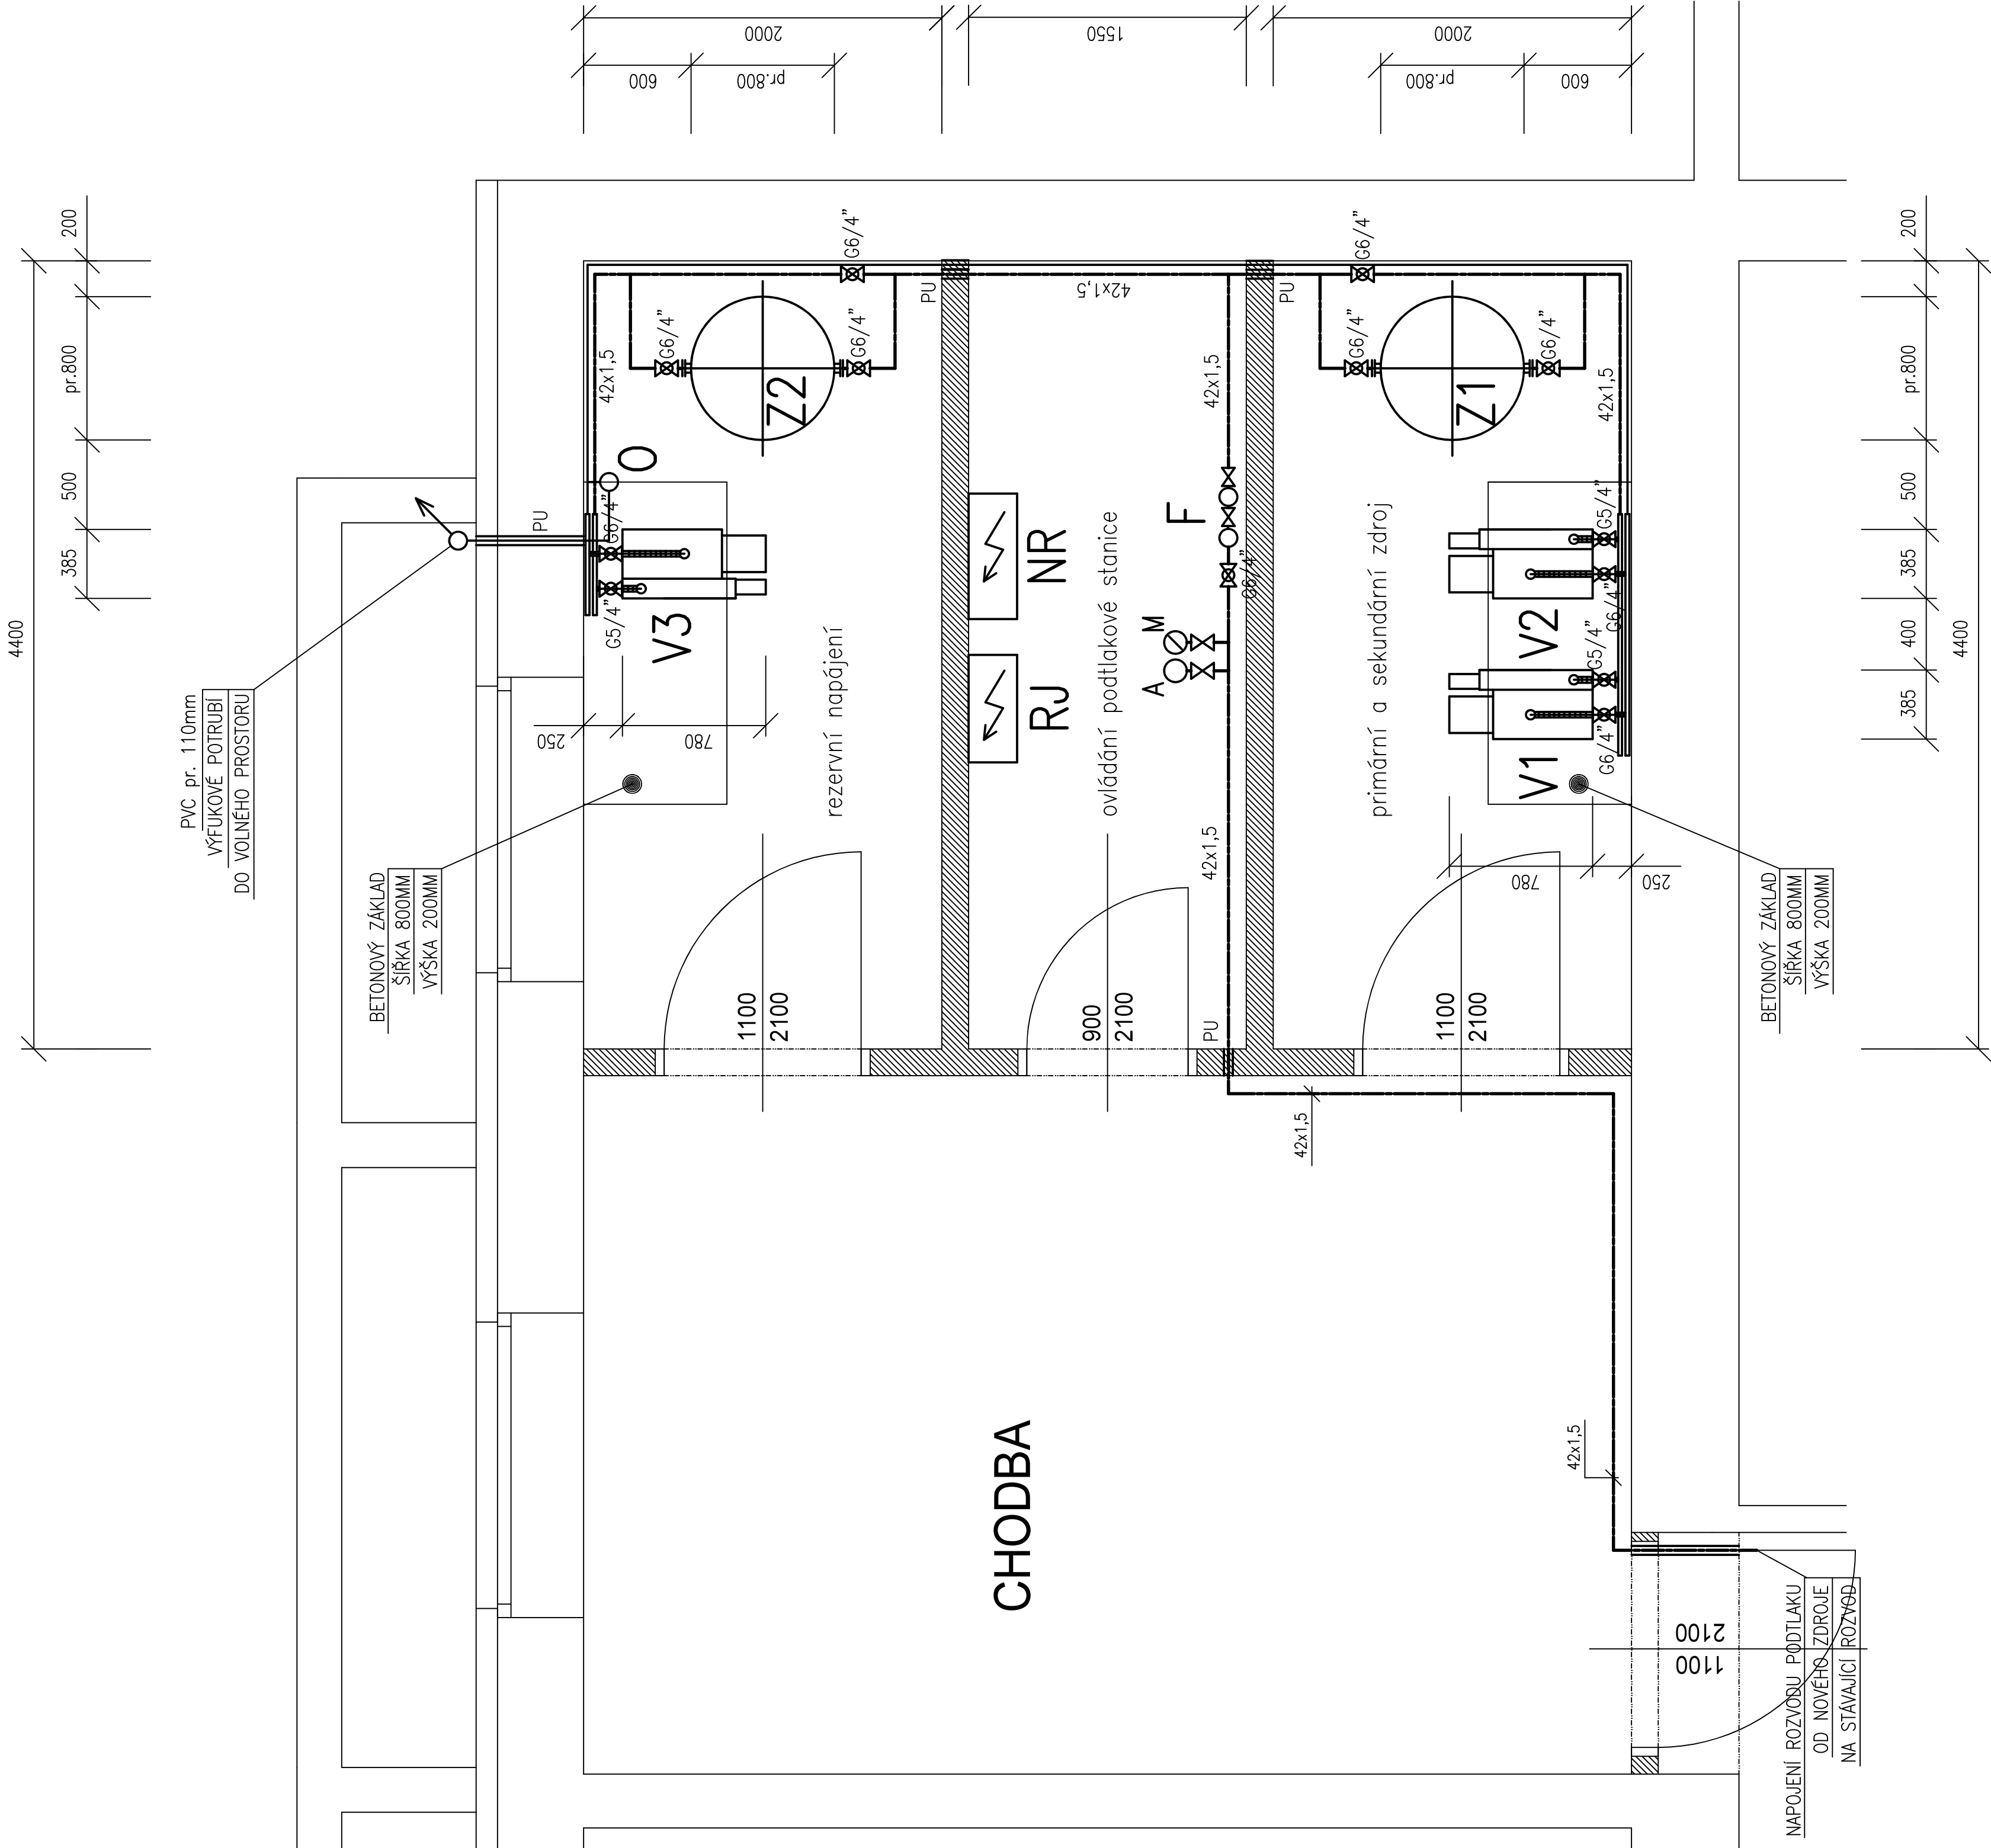 2000
1550
2000
600
pr.800
pr.800
600
4400
200
pr.800
500
385
200
pr.800
500
385
400
385
4400
PVC pr. 110mm
VÝFUKOVÉ POTRUBÍ
DO VOLNÉHO PROSTORU
BETONOVÝ ZÁKLAD
ŠÍŘKA 800MM
VÝŠKA 200MM
PU
G6/4"
G6/4"
G6/4"
42x1,5
Z2
O
G6/4"
G5/4"
V3
250
780
rezervní napájení
1100
2100
PU
42x1,5
42x1,5
NR
RJ
F
G6/4"
A
M
ovládání podtlakové stanice
42x1,5
900
2100
PU
PU
G6/4"
G6/4"
G6/4"
42x1,5
Z1
primární a sekundární zdroj
G5/4"
G6/4"
V2
G5/4"
G6/4"
V1
780
250
1100
2100
BETONOVÝ ZÁKLAD
ŠÍŘKA 800MM
VÝŠKA 200MM
42x1,5
42x1,5
CHODBA
1100
2100
NAPOJENÍ ROZVODU PODTLAKU
OD NOVÉHO ZDROJE
NA STÁVAJÍCÍ ROZVOD